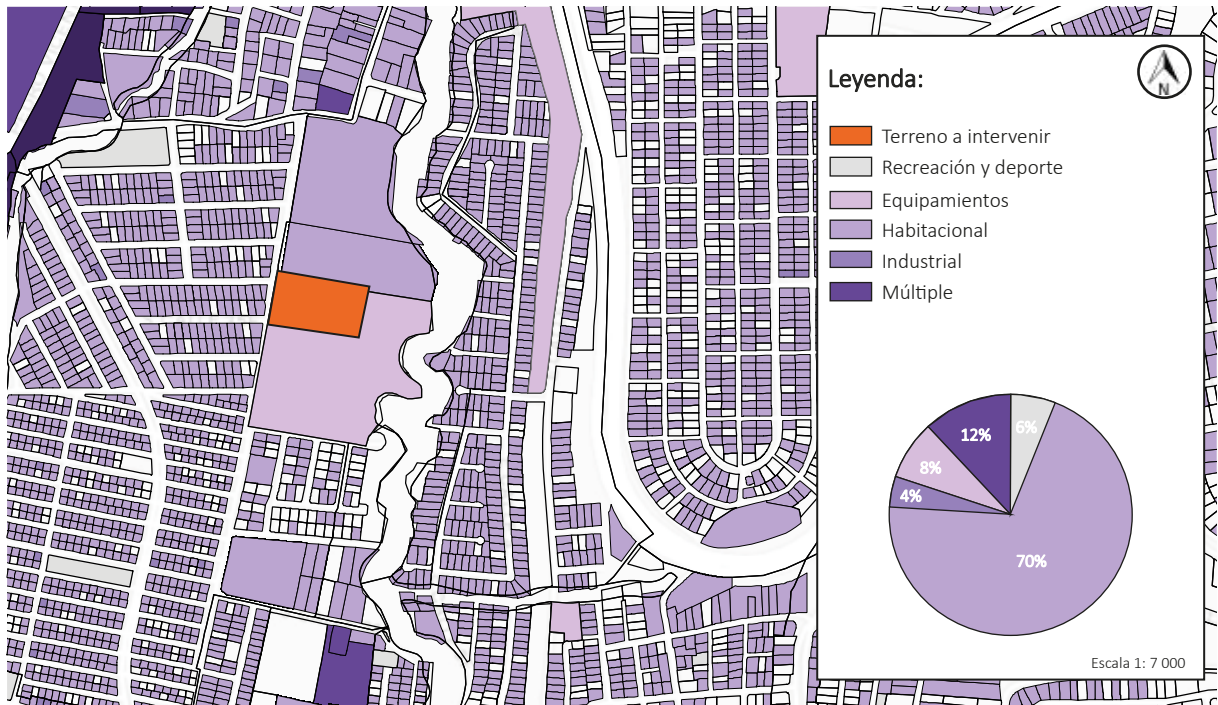 Leyenda:
N
Terreno a intervenir
Recreación y deporte
Equipamientos
Habitacional
Industrial
Múltiple
12%
6%
8%
4%
70%
Escala 1: 7 000